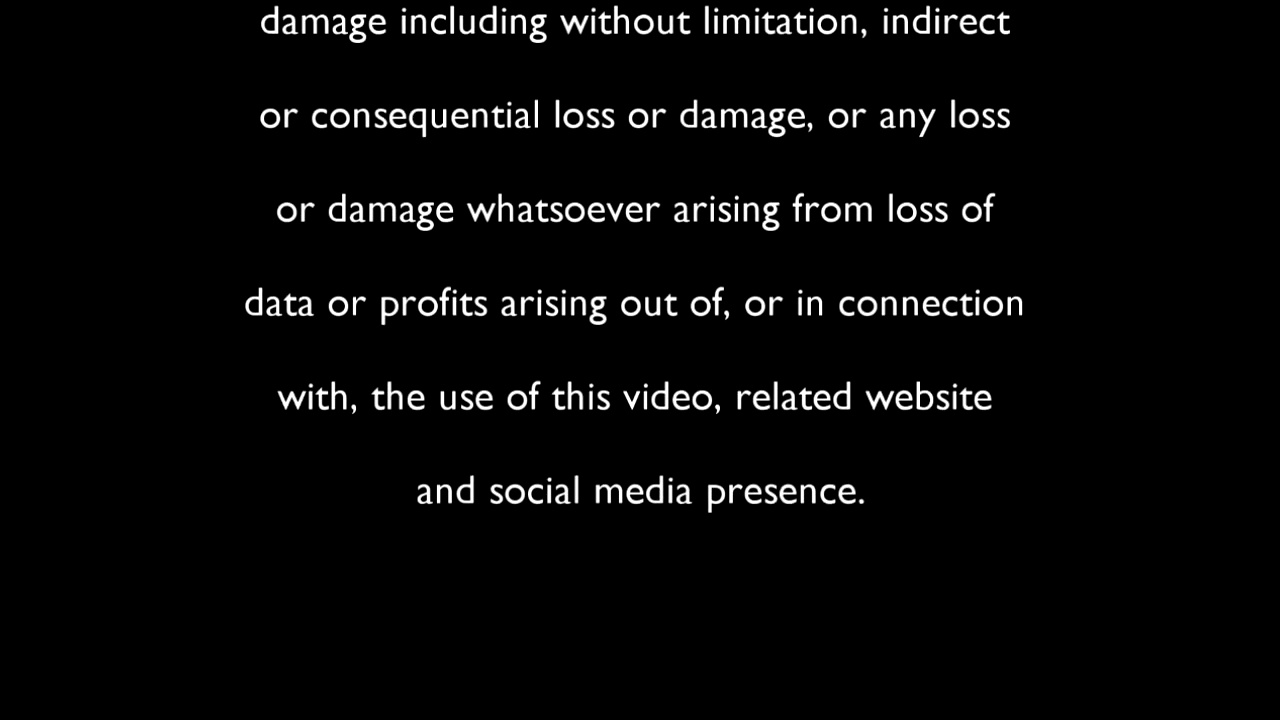 damage including without limitation, indirect
or consequential loss or damage, or any loss
or damage whatsoever arising from loss of
data or profits arising out of, or in connection
with, the use of this video, related website
and social media presence.